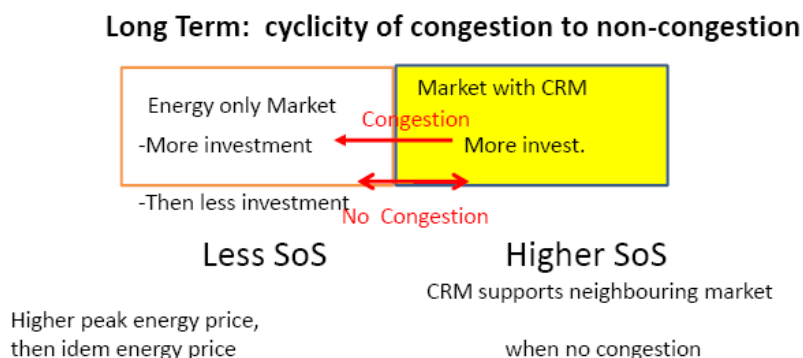 Long Term: cyclicity of congestion to non-congestion
Energy only Market
Market with CRM
Congestion
-More investment
More invest.
-Then less investment
No Congestion
Less SoS
Higher SoS
CRM supports neighbouring market
Higher peak energy price,
then idem energy price
when no congestion